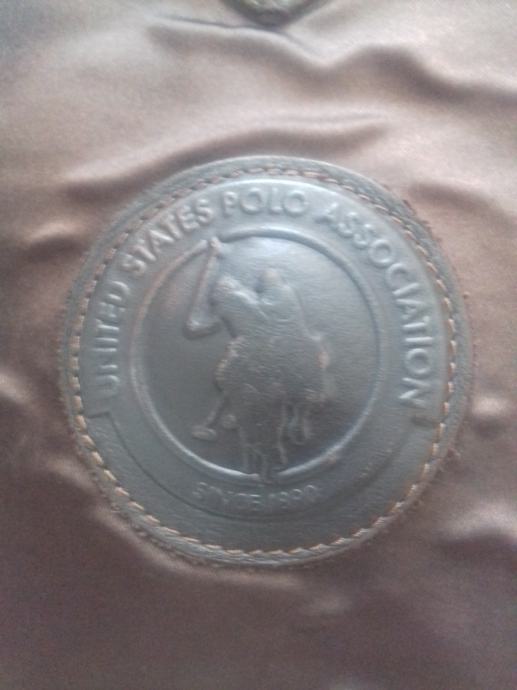 UNITED STATES POLO ASSOCIATION
SINCE 1890